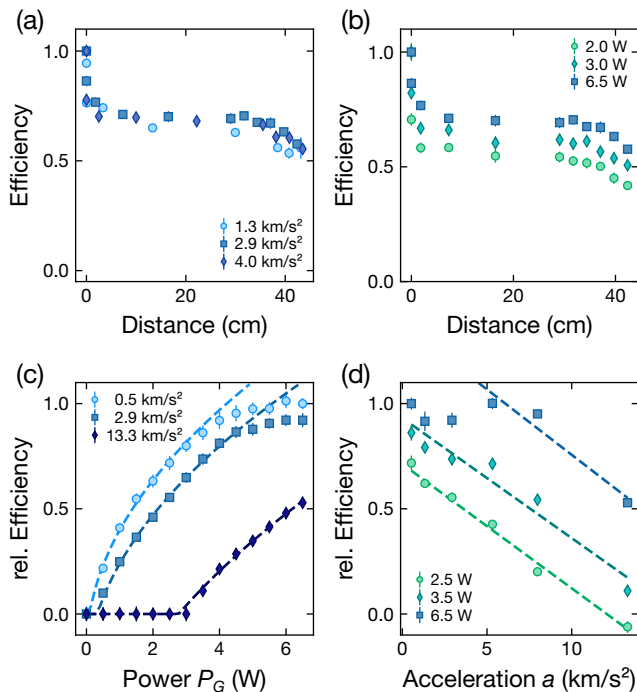 (a)
1.0
0.5
0.0
Efficiency
0
20
40
Distance (cm)
1.3 km/s²
2.9 km/s²
4.0 km/s²
(b)
1.0
0.5
0.0
Efficiency
0
20
40
Distance (cm)
2.0 W
3.0 W
6.5 W
(c)
1.0
0.5
0.0
rel. Efficiency
0
2
4
6
Power P_G (W)
0.5 km/s²
2.9 km/s²
13.3 km/s²
(d)
1.0
0.5
0.0
rel. Efficiency
0
5
10
Acceleration a (km/s²)
2.5 W
3.5 W
6.5 W